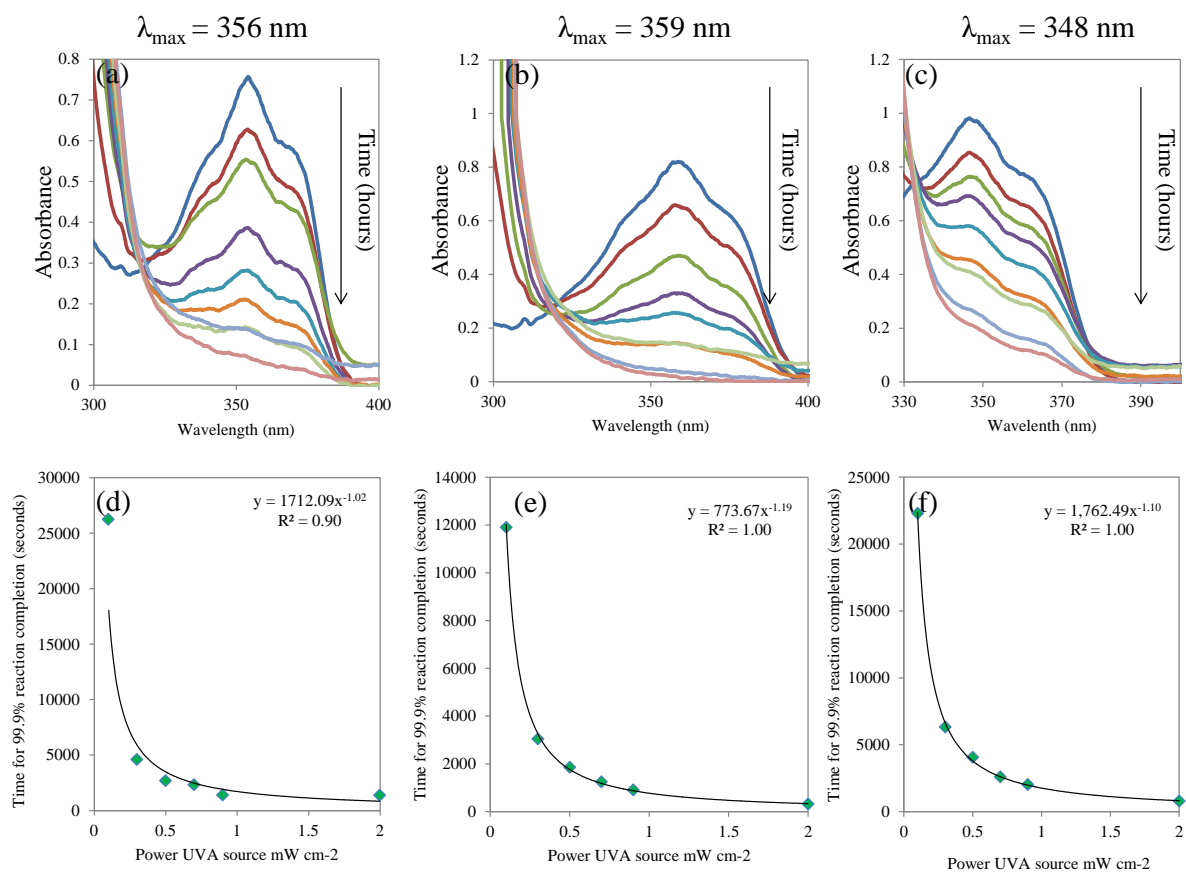 λmax = 356 nm
λmax = 359 nm
λmax = 348 nm
(a)
0.8
0.7
0.6
0.5
0.4
0.3
0.2
0.1
0
300
350
400
Absorbance
Wavelength (nm)
Time (hours)
(b)
1.2
1
0.8
0.6
0.4
0.2
0
300
320
340
360
380
400
Absorbance
Wavelength (nm)
Time (hours)
(c)
1.2
1
0.8
0.6
0.4
0.2
0
330
350
370
390
Absorbnace
Wavelenth (nm)
Time (hours)
(d)
30000
25000
20000
15000
10000
5000
0
0
0.5
1
1.5
2
y = 1712.09x-1.02
R² = 0.90
Time for 99.9% reaction completion (seconds)
Power UVA source mW cm-2
(e)
14000
12000
10000
8000
6000
4000
2000
0
0
0.5
1
1.5
2
y = 773.67x-1.19
R² = 1.00
Time for 99.9% reaction completion (seconds)
Power UVA source mW cm-2
(f)
25000
20000
15000
10000
5000
0
0
0.5
1
1.5
2
y = 1,762.49x-1.10
R² = 1.00
Time for 99.9% reaction completion (seconds)
Power UVA source mW cm-2